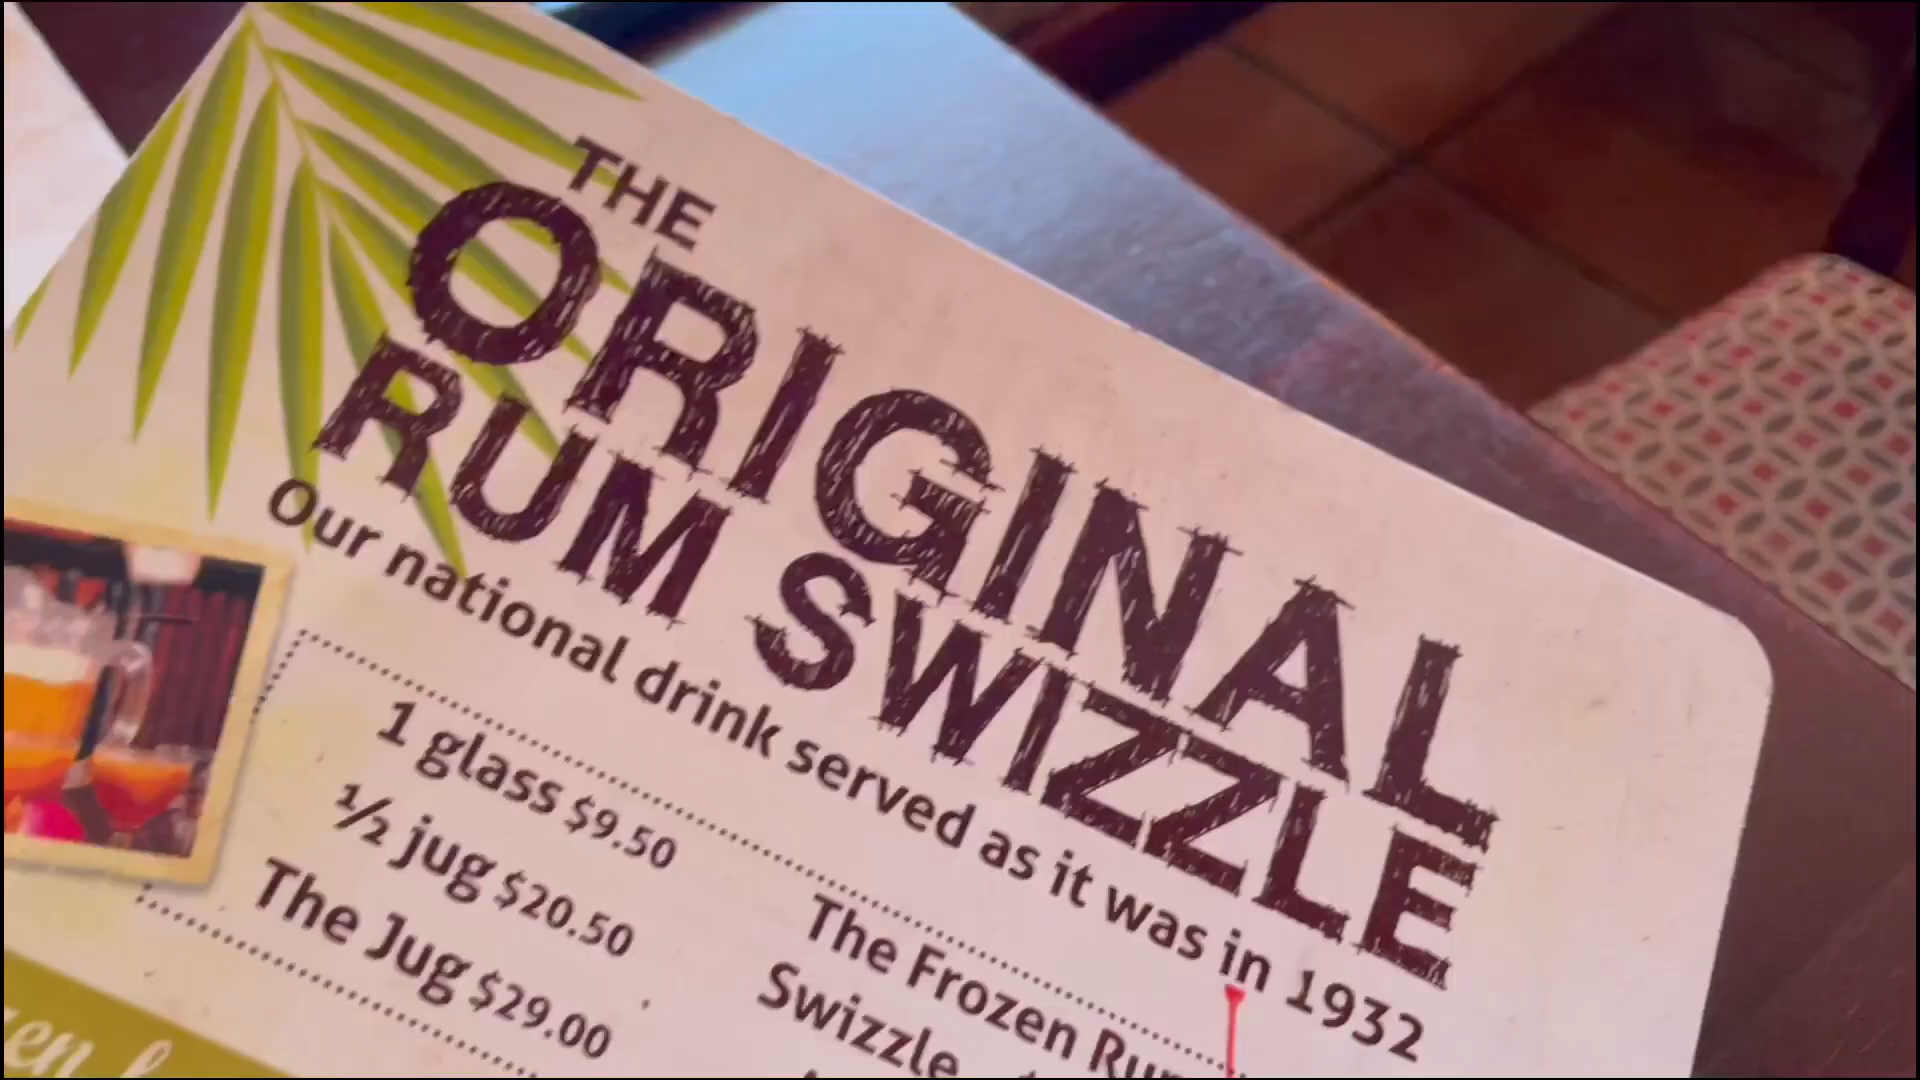 THE
ORIGINAL
RUM SWIZZLE
Our national drink served as it was in 1932
1 glass $9.50
½ jug $20.50
The Jug $29.00
The Frozen Rum
Swizzle